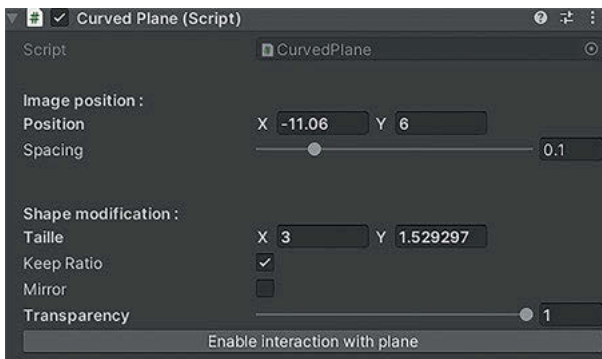 Curved Plane (Script)
Script CurvedPlane
Image position :
Position X -11.06 Y 6
Spacing 0.1
Shape modification :
Taille X 3 Y 1.529297
Keep Ratio
Mirror
Transparency 1
Enable interaction with plane